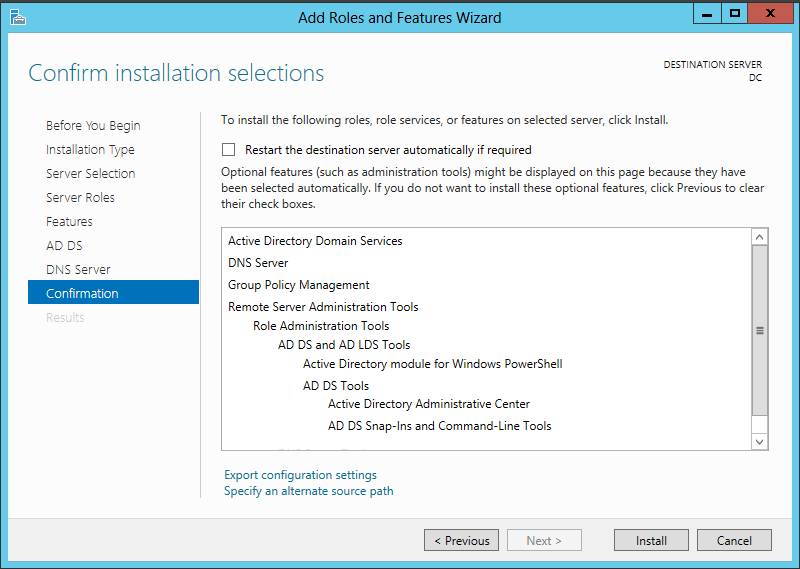 Add Roles and Features Wizard
Confirm installation selections
DESTINATION SERVER
DC
Before You Begin
Installation Type
Server Selection
Server Roles
Features
AD DS
DNS Server
Confirmation
Results
To install the following roles, role services, or features on selected server, click Install.
Restart the destination server automatically if required
Optional features (such as administration tools) might be displayed on this page because they have
been selected automatically. If you do not want to install these optional features, click Previous to clear
their check boxes.
Active Directory Domain Services
DNS Server
Group Policy Management
Remote Server Administration Tools
Role Administration Tools
AD DS and AD LDS Tools
Active Directory module for Windows PowerShell
AD DS Tools
Active Directory Administrative Center
AD DS Snap-Ins and Command-Line Tools
Export configuration settings
Specify an alternate source path
< Previous
Next >
Install
Cancel